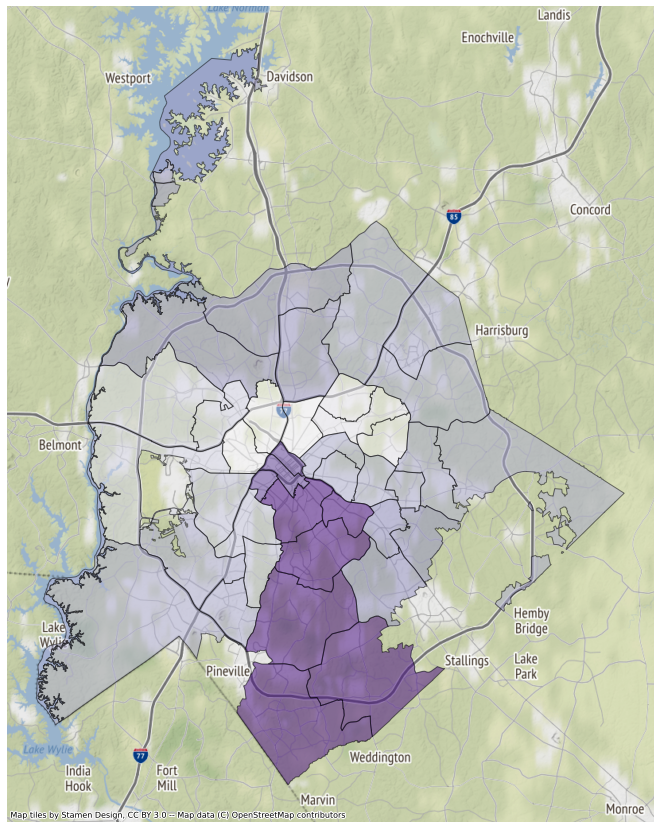 Lake Norman
Landis
Enochville
Westport
Davidson
85
Concord
Harrisburg
Belmont
Lake
Wylie
Hemby
Bridge
Pineville
Stallings
Lake
Park
Lake Wylie
77
Weddington
India
Hook
Fort
Mill
Marvin
Monroe
Map tiles by Stamen Design, CC BY 3.0 -- Map data (C) OpenStreetMap contributors